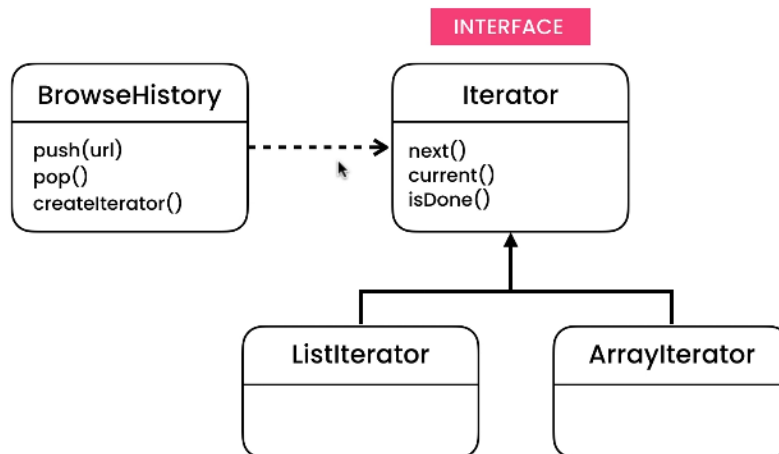 INTERFACE
BrowseHistory
push(url)
pop()
createIterator()
Iterator
next()
current()
isDone()
ListIterator
ArrayIterator